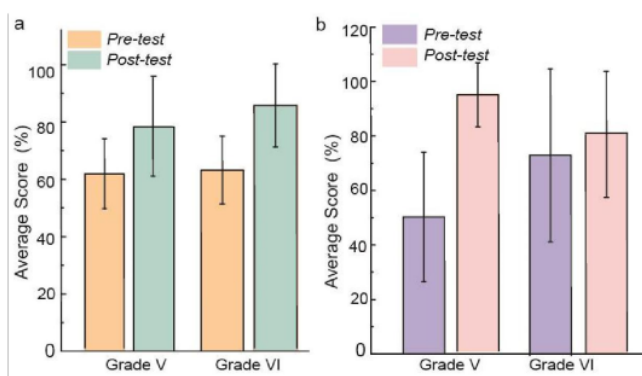 a
Pre-test
Post-test
100
80
60
40
20
0
Average Score (%)
Grade V
Grade VI
b
Pre-test
Post-test
120
100
80
60
40
20
0
Average Score (%)
Grade V
Grade VI